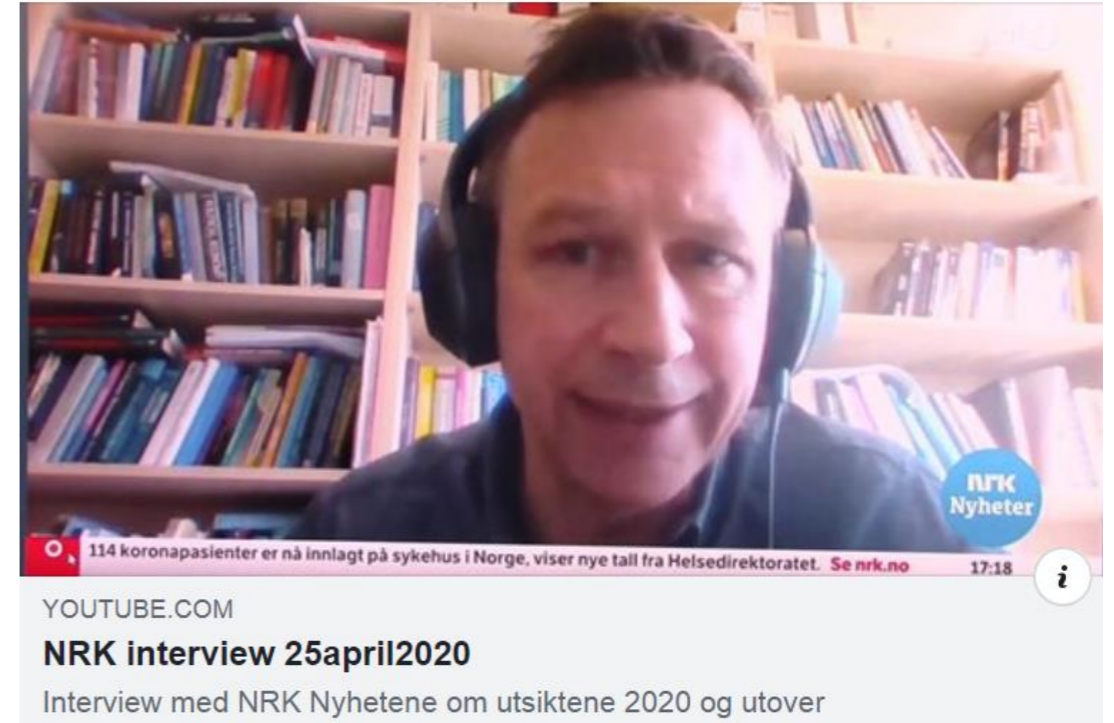 nrk
Nyheter
114 koronapasienter er nå innlagt på sykehus i Norge, viser nye tall fra Helsedirektoratet. Se nrk.no
17:18
i
YOUTUBE.COM
NRK interview 25april2020
Interview med NRK Nyhetene om utsiktene 2020 og utover